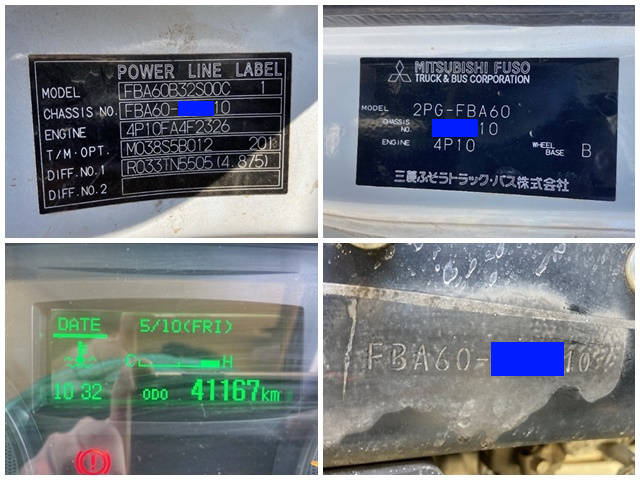 POWER LINE LABEL
MODEL FBA60B32S00C 1
CHASSIS NO. FBA60- 10
ENGINE 4P10FA4F2326
T/M·OPT. M038S5B012 201
DIFF.NO.1 R033TN5505(4.875)
DIFF.NO.2
MITSUBISHI FUSO
TRUCK & BUS CORPORATION
MODEL 2PG-FBA60
CHASSIS NO. 10
ENGINE 4P10 WHEEL BASE B
三菱ふそうトラック・バス株式会社
DATE 5/10(FRI)
C H
10 32 ODO 41167km
FBA60- 10